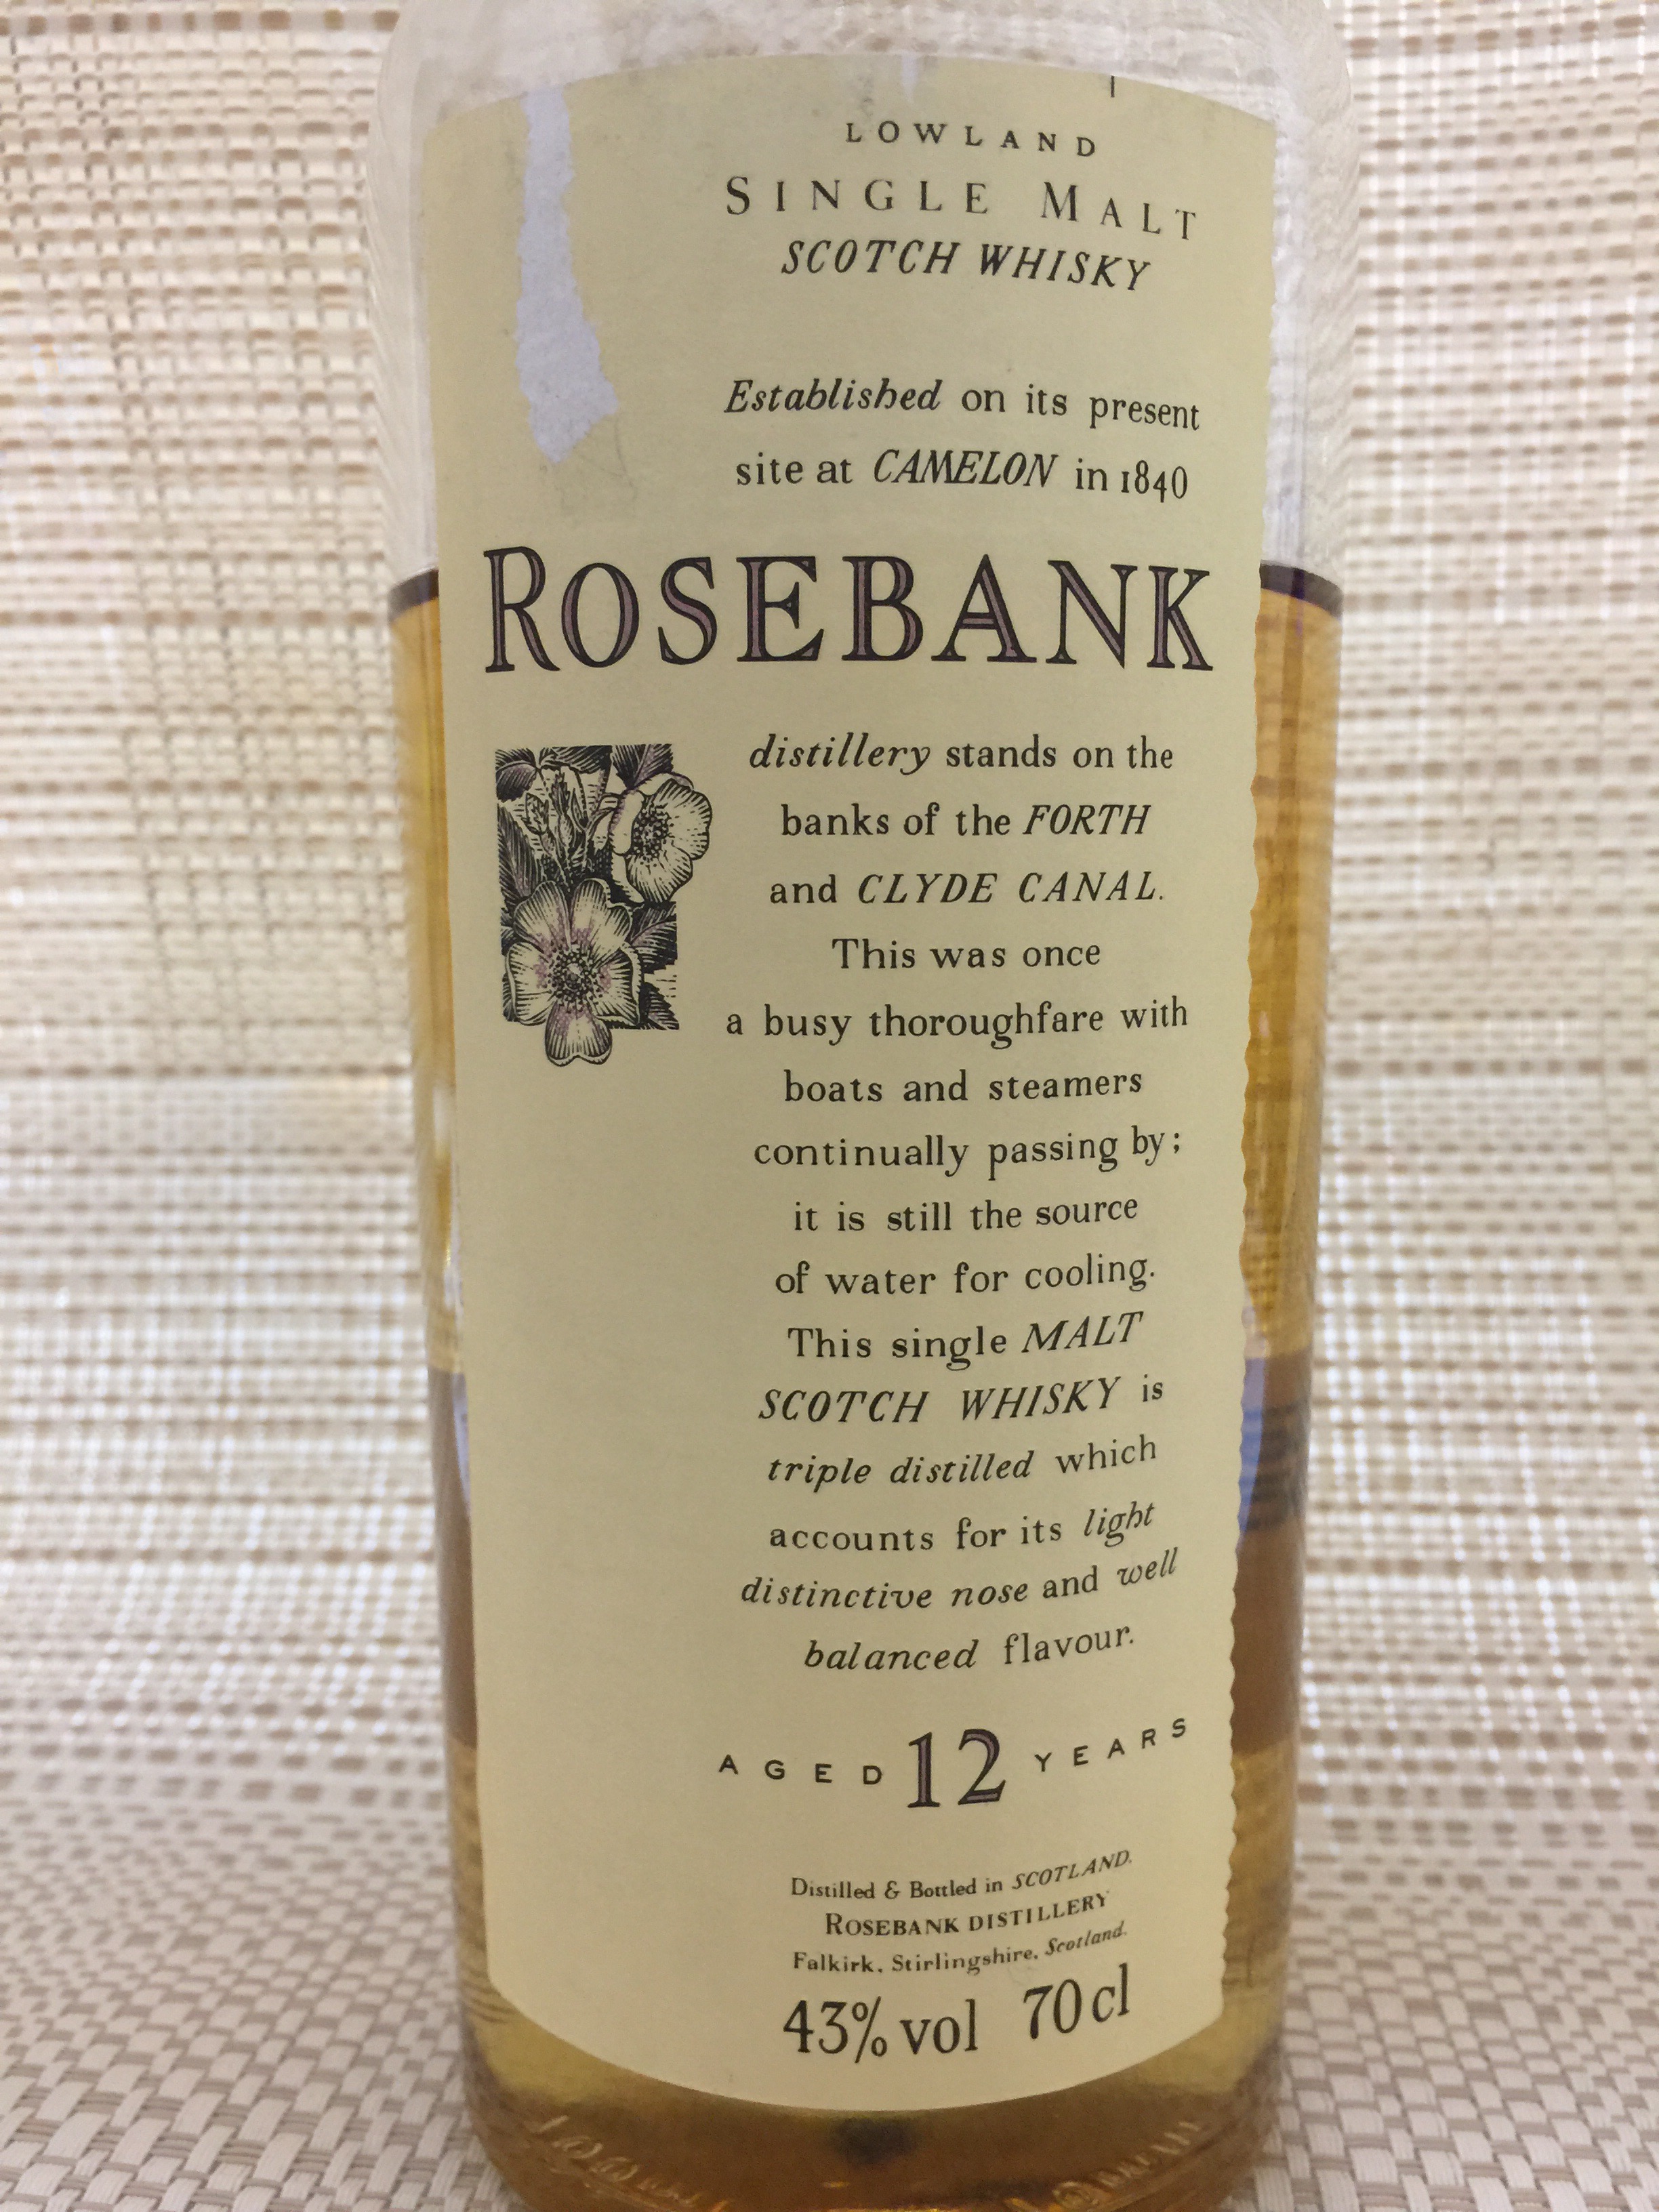 LOWLAND
SINGLE MALT
SCOTCH WHISKY
Established on its present
site at CAMELON in 1840
ROSEBANK
distillery stands on the
banks of the FORTH
and CLYDE CANAL.
This was once
a busy thoroughfare with
boats and steamers
continually passing by;
it is still the source
of water for cooling.
This single MALT
SCOTCH WHISKY is
triple distilled which
accounts for its light
distinctive nose and well
balanced flavour.
AGED 12 YEARS
Distilled & Bottled in SCOTLAND.
ROSEBANK DISTILLERY
Falkirk, Stirlingshire, Scotland.
43% vol 70cl